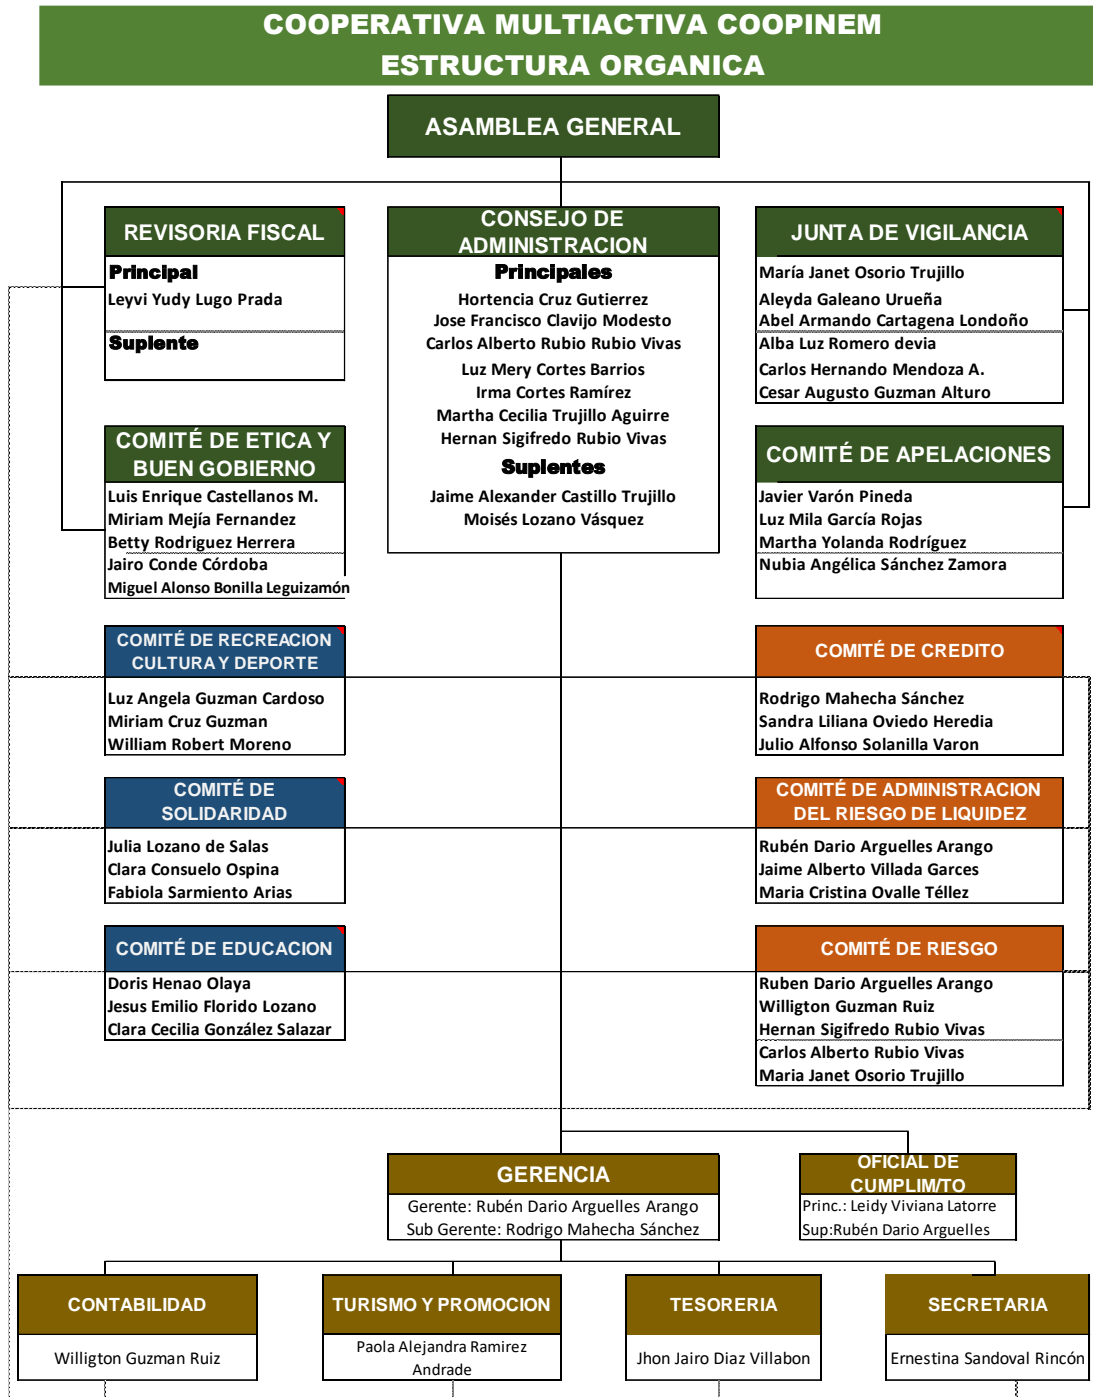 COOPERATIVA MULTIACTIVA COOPINEM
ESTRUCTURA ORGANICA
ASAMBLEA GENERAL
REVISORIA FISCAL
Principal
Leyvi Yudy Lugo Prada
Suplente
CONSEJO DE
ADMINISTRACION
Principales
Hortencia Cruz Gutierrez
Jose Francisco Clavijo Modesto
Carlos Alberto Rubio Rubio Vivas
Luz Mery Cortes Barrios
Irma Cortes Ramírez
Martha Cecilia Trujillo Aguirre
Hernan Sigifredo Rubio Vivas
Suplentes
Jaime Alexander Castillo Trujillo
Moisés Lozano Vásquez
JUNTA DE VIGILANCIA
María Janet Osorio Trujillo
Aleyda Galeano Urueña
Abel Armando Cartagena Londoño
Alba Luz Romero devia
Carlos Hernando Mendoza A.
Cesar Augusto Guzman Alturo
COMITÉ DE ETICA Y
BUEN GOBIERNO
Luis Enrique Castellanos M.
Miriam Mejía Fernandez
Betty Rodriguez Herrera
Jairo Conde Córdoba
Miguel Alonso Bonilla Leguizamón
COMITÉ DE APELACIONES
Javier Varón Pineda
Luz Mila García Rojas
Martha Yolanda Rodríguez
Nubia Angélica Sánchez Zamora
COMITÉ DE RECREACION
CULTURA Y DEPORTE
Luz Angela Guzman Cardoso
Miriam Cruz Guzman
William Robert Moreno
COMITÉ DE CREDITO
Rodrigo Mahecha Sánchez
Sandra Liliana Oviedo Heredia
Julio Alfonso Solanilla Varon
COMITÉ DE
SOLIDARIDAD
Julia Lozano de Salas
Clara Consuelo Ospina
Fabiola Sarmiento Arias
COMITÉ DE ADMINISTRACION
DEL RIESGO DE LIQUIDEZ
Rubén Dario Arguelles Arango
Jaime Alberto Villada Garces
Maria Cristina Ovalle Téllez
COMITÉ DE EDUCACION
Doris Henao Olaya
Jesus Emilio Florido Lozano
Clara Cecilia González Salazar
COMITÉ DE RIESGO
Ruben Dario Arguelles Arango
Willigton Guzman Ruiz
Hernan Sigifredo Rubio Vivas
Carlos Alberto Rubio Vivas
Maria Janet Osorio Trujillo
GERENCIA
Gerente: Rubén Dario Arguelles Arango
Sub Gerente: Rodrigo Mahecha Sánchez
OFICIAL DE
CUMPLIM/TO
Princ.: Leidy Viviana Latorre
Sup:Rubén Dario Arguelles
CONTABILIDAD
Willigton Guzman Ruiz
TURISMO Y PROMOCION
Paola Alejandra Ramirez
Andrade
TESORERIA
Jhon Jairo Diaz Villabon
SECRETARIA
Ernestina Sandoval Rincón